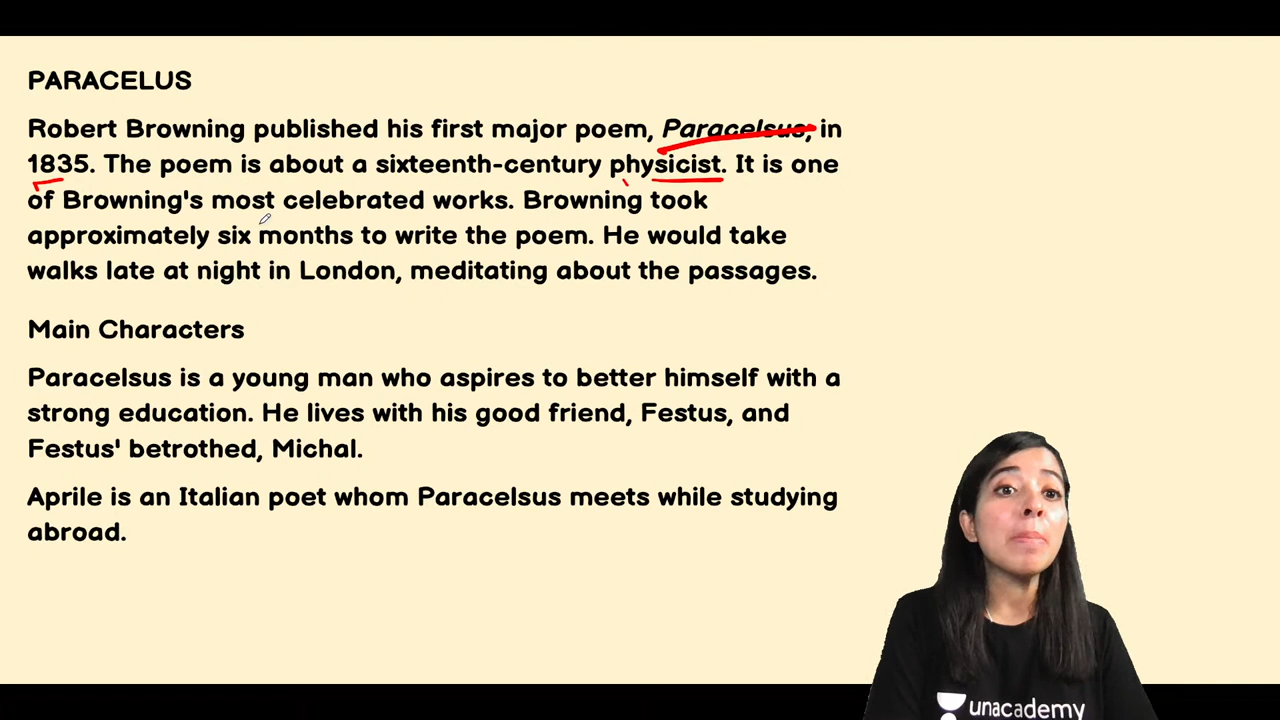 PARACELUS
Robert Browning published his first major poem, Paracelsus, in
1835. The poem is about a sixteenth-century physicist. It is one
of Browning's most celebrated works. Browning took
approximately six months to write the poem. He would take
walks late at night in London, meditating about the passages.
Main Characters
Paracelsus is a young man who aspires to better himself with a
strong education. He lives with his good friend, Festus, and
Festus' betrothed, Michal.
Aprile is an Italian poet whom Paracelsus meets while studying
abroad.
unacademy